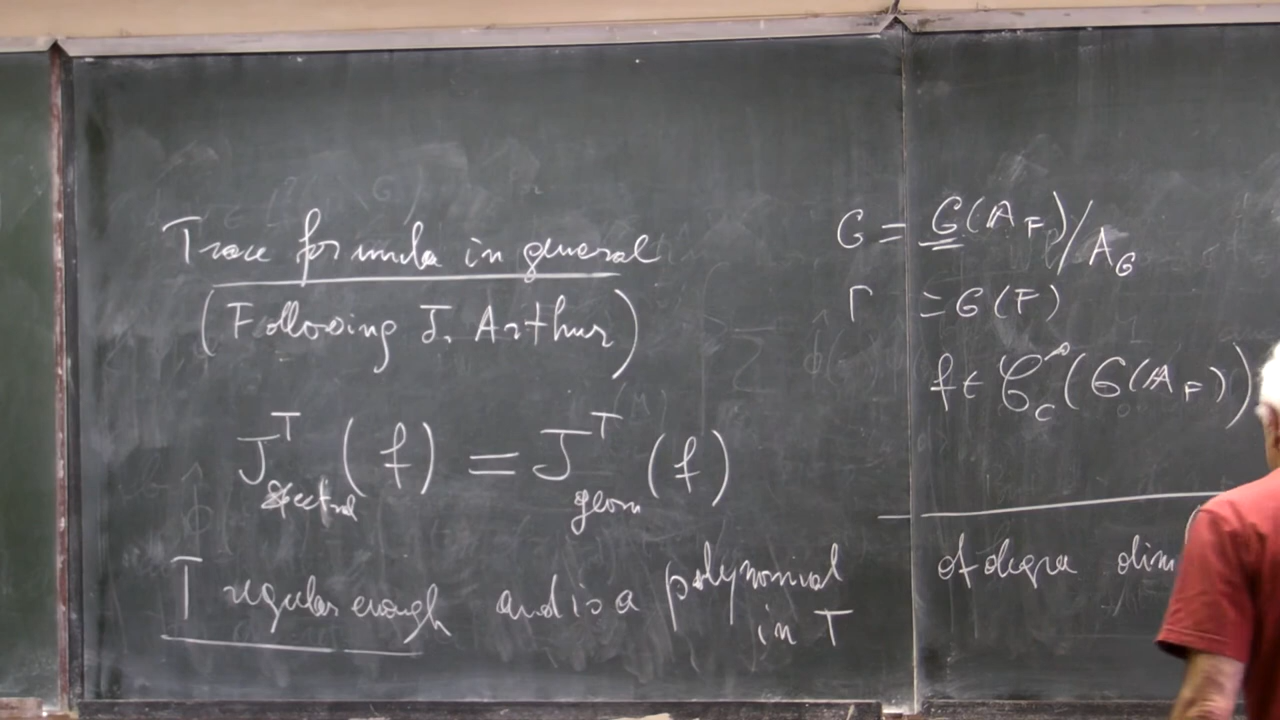 Trace formula in general
(Following J. Arthur)
J^T_spectral (f) = J^T_geom (f)
T regular enough and is a polynomial
in T
G = G(A_F)/A_G
Γ = G(F)
f ∈ C_c^∞(G(A_F))
of degree dim